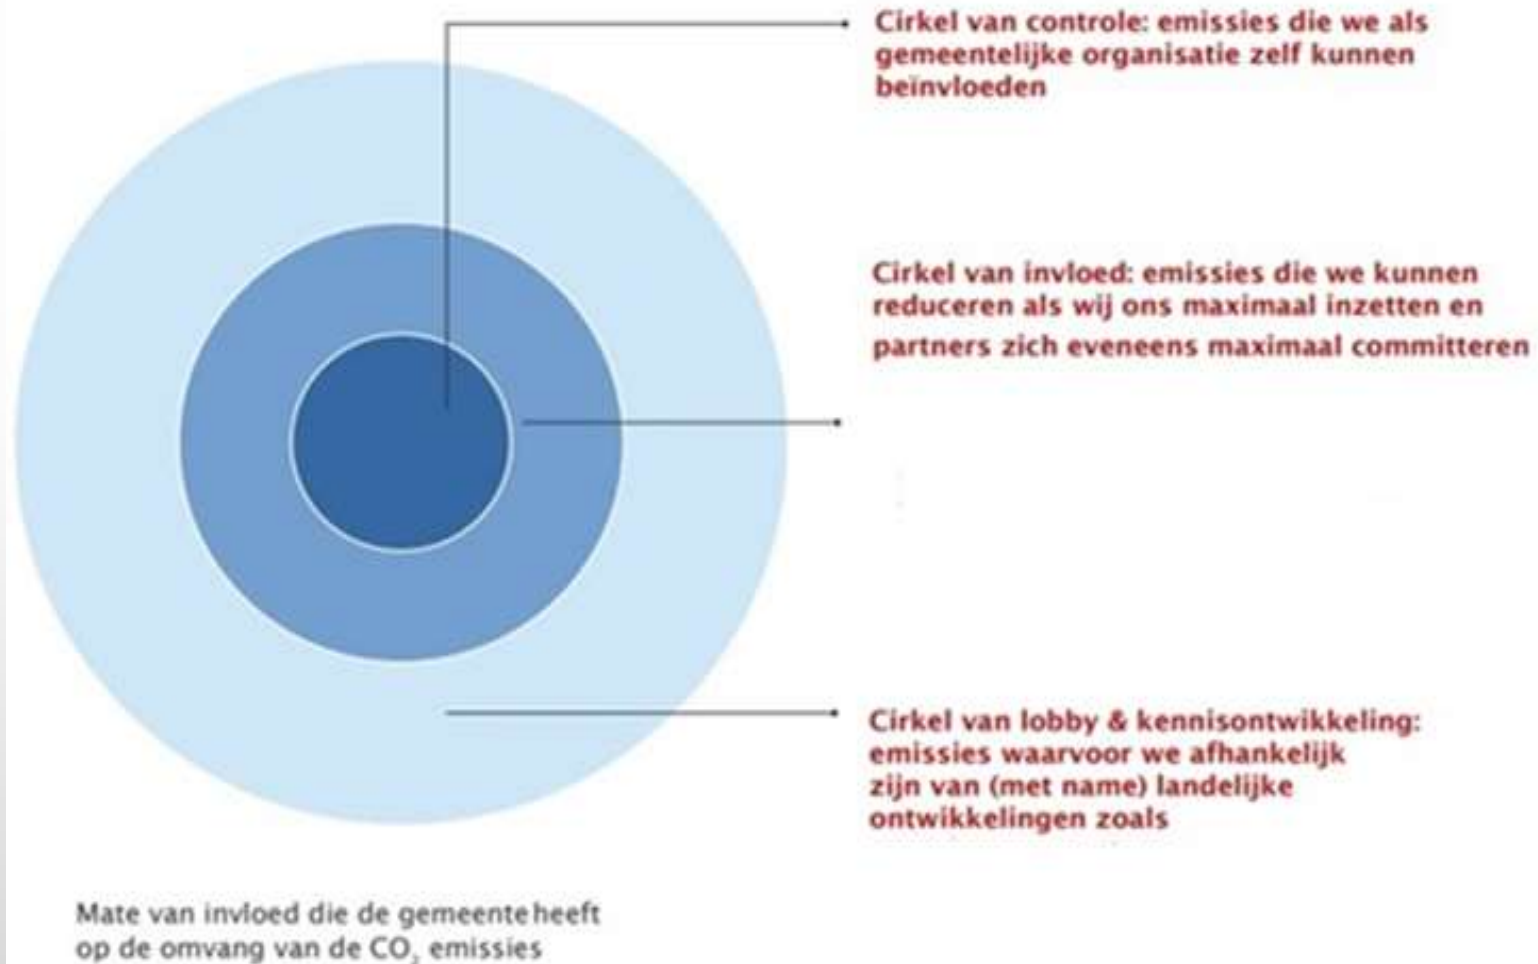 Cirkel van controle: emissies die we als
gemeentelijke organisatie zelf kunnen
beïnvloeden
Cirkel van invloed: emissies die we kunnen
reduceren als wij ons maximaal inzetten en
partners zich eveneens maximaal committeren
Cirkel van lobby & kennisontwikkeling:
emissies waarvoor we afhankelijk
zijn van (met name) landelijke
ontwikkelingen zoals
Mate van invloed die de gemeente heeft
op de omvang van de CO₂ emissies